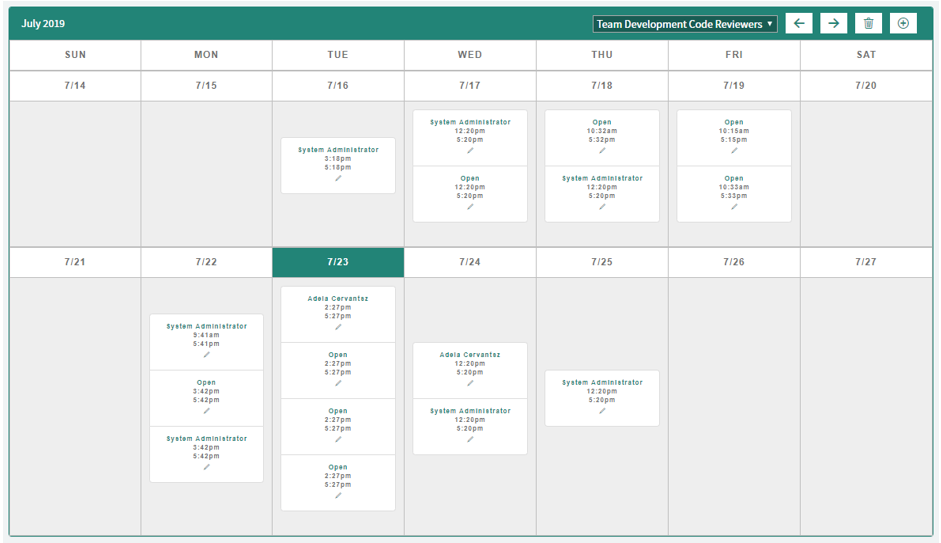 July 2019
Team Development Code Reviewers
SUN MON TUE WED THU FRI SAT
7/14 7/15 7/16 7/17 7/18 7/19 7/20
System Administrator
3:18pm
5:18pm
System Administrator
12:20pm
5:20pm
Open
12:20pm
5:20pm
Open
10:32am
5:32pm
System Administrator
12:20pm
5:20pm
Open
10:15am
5:15pm
Open
10:33am
5:33pm
7/21 7/22 7/23 7/24 7/25 7/26 7/27
System Administrator
9:41am
5:41pm
Open
3:42pm
5:42pm
System Administrator
3:42pm
5:42pm
Adela Cervantsz
2:27pm
5:27pm
Open
2:27pm
5:27pm
Open
2:27pm
5:27pm
Open
2:27pm
5:27pm
Adela Cervantsz
12:20pm
5:20pm
System Administrator
12:20pm
5:20pm
System Administrator
12:20pm
5:20pm